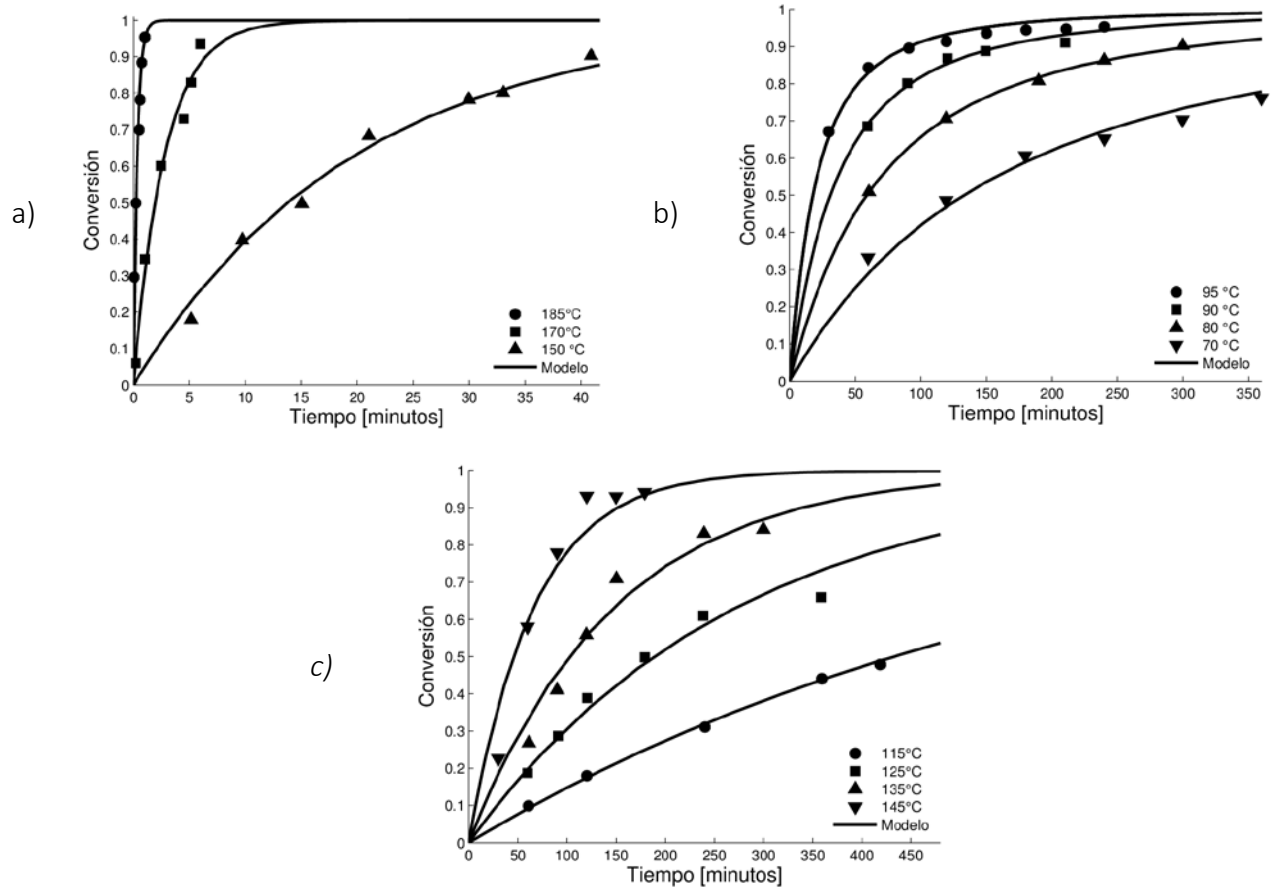 a)
Conversión
1
0.9
0.8
0.7
0.6
0.5
0.4
0.3
0.2
0.1
0
185°C
170°C
150 °C
Modelo
0 5 10 15 20 25 30 35 40
Tiempo [minutos]
b)
Conversión
1
0.9
0.8
0.7
0.6
0.5
0.4
0.3
0.2
0.1
0
95 °C
90 °C
80 °C
70 °C
Modelo
0 50 100 150 200 250 300 350
Tiempo [minutos]
c)
Conversión
1
0.9
0.8
0.7
0.6
0.5
0.4
0.3
0.2
0.1
0
115°C
125°C
135°C
145°C
Modelo
0 50 100 150 200 250 300 350 400 450
Tiempo [minutos]